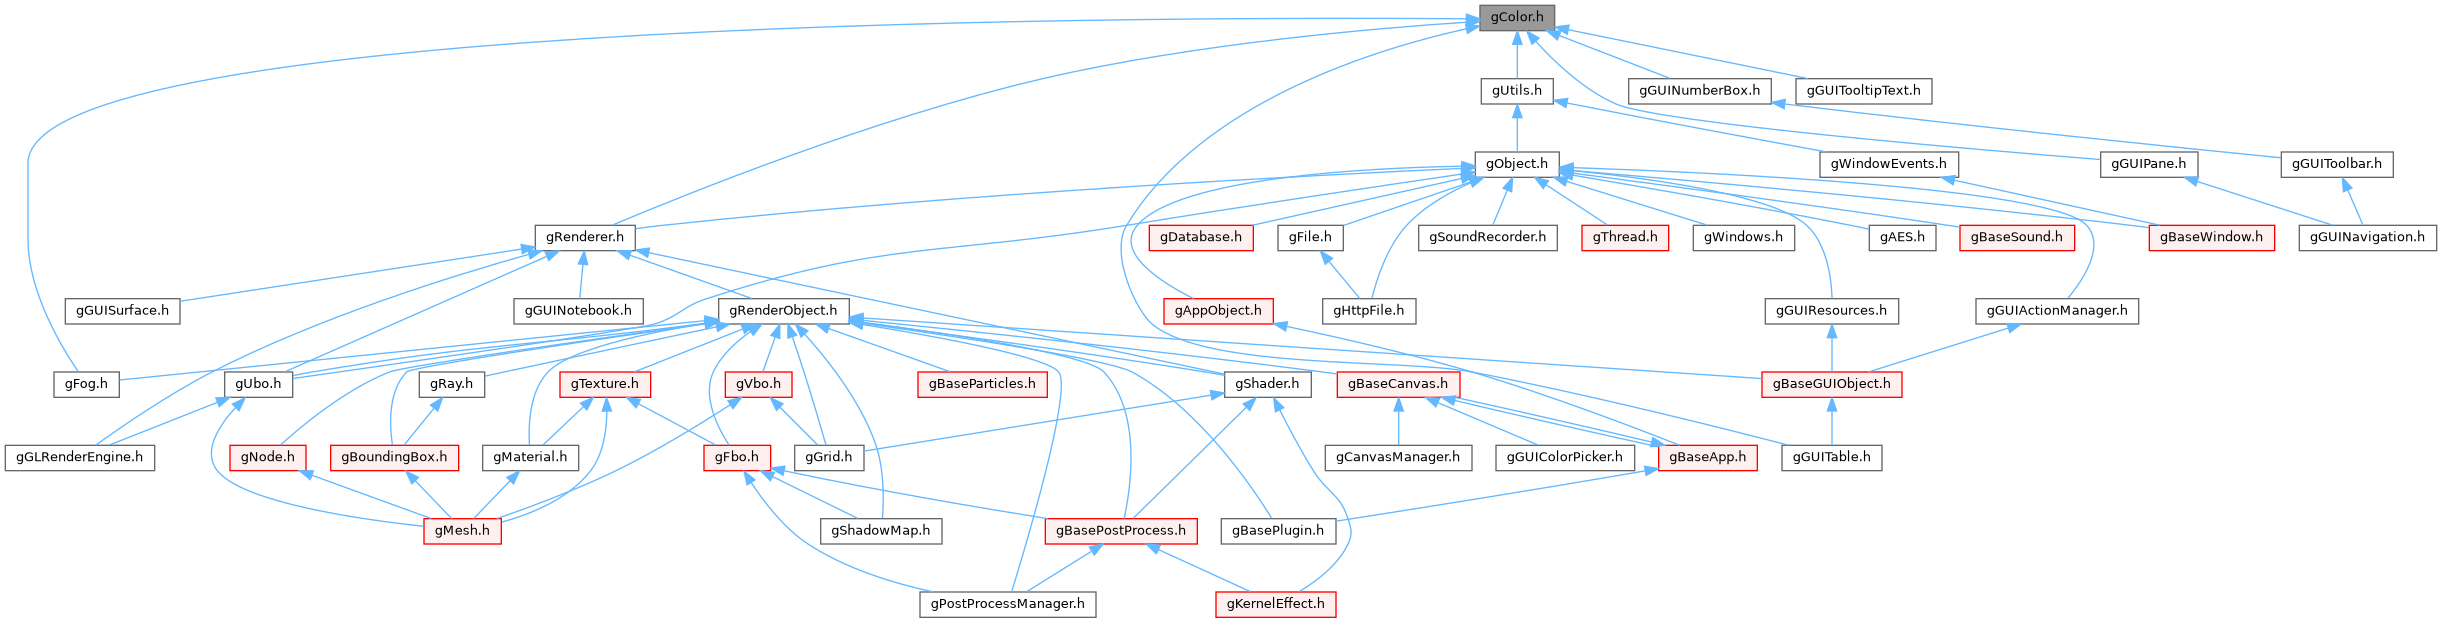 gColor.h
gUtils.h
gGUINumberBox.h
gGUITooltipText.h
gObject.h
gWindowEvents.h
gGUIPane.h
gGUIToolbar.h
gRenderer.h
gDatabase.h
gFile.h
gSoundRecorder.h
gThread.h
gWindows.h
gAES.h
gBaseSound.h
gBaseWindow.h
gGUINavigation.h
gGUISurface.h
gGUINotebook.h
gRenderObject.h
gAppObject.h
gHttpFile.h
gGUIResources.h
gGUIActionManager.h
gFog.h
gUbo.h
gRay.h
gTexture.h
gVbo.h
gBaseParticles.h
gShader.h
gBaseCanvas.h
gBaseGUIObject.h
gGLRenderEngine.h
gNode.h
gBoundingBox.h
gMaterial.h
gFbo.h
gGrid.h
gCanvasManager.h
gGUIColorPicker.h
gBaseApp.h
gGUITable.h
gMesh.h
gShadowMap.h
gBasePostProcess.h
gBasePlugin.h
gPostProcessManager.h
gKernelEffect.h